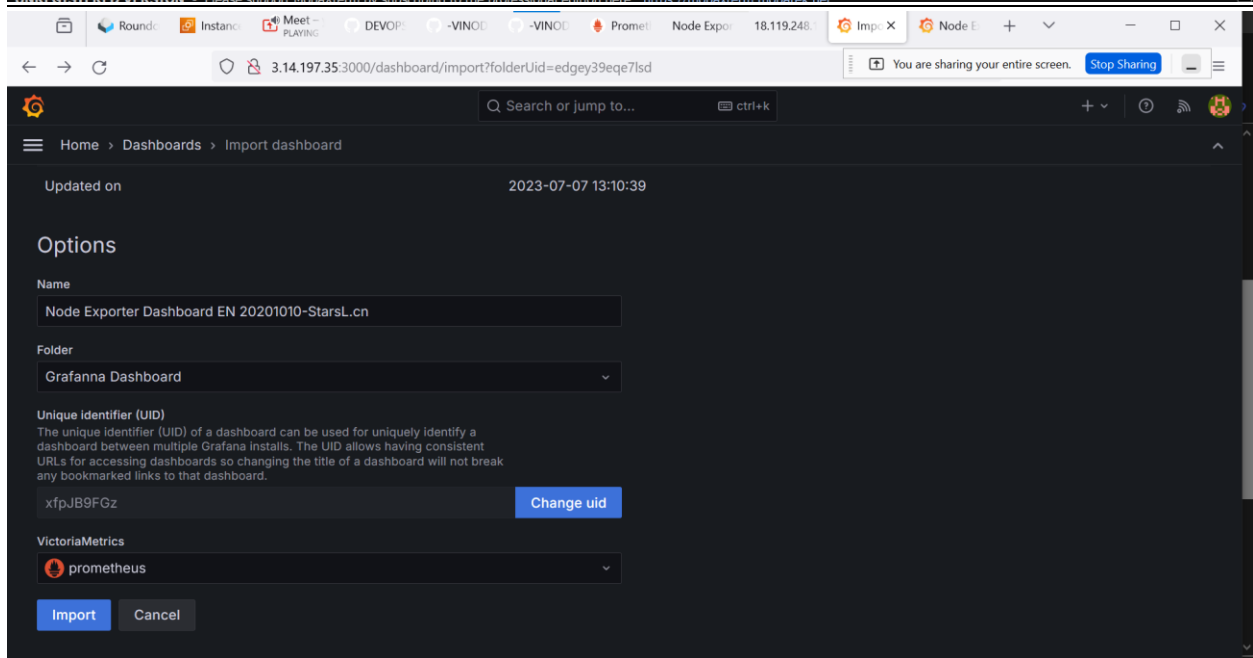 Roundc Instanc Meet – DEVOP -VINOD -VINOD Promet Node Expor 18.119.248. Impo Node E
PLAYING
3.14.197.35:3000/dashboard/import?folderUid=edgey39eqe7lsd You are sharing your entire screen. Stop Sharing
Search or jump to... ctrl+k
Home › Dashboards › Import dashboard
Updated on 2023-07-07 13:10:39
Options
Name
Node Exporter Dashboard EN 20201010-StarsL.cn
Folder
Grafanna Dashboard
Unique identifier (UID)
The unique identifier (UID) of a dashboard can be used for uniquely identify a
dashboard between multiple Grafana installs. The UID allows having consistent
URLs for accessing dashboards so changing the title of a dashboard will not break
any bookmarked links to that dashboard.
xfpJB9FGz Change uid
VictoriaMetrics
prometheus
Import Cancel